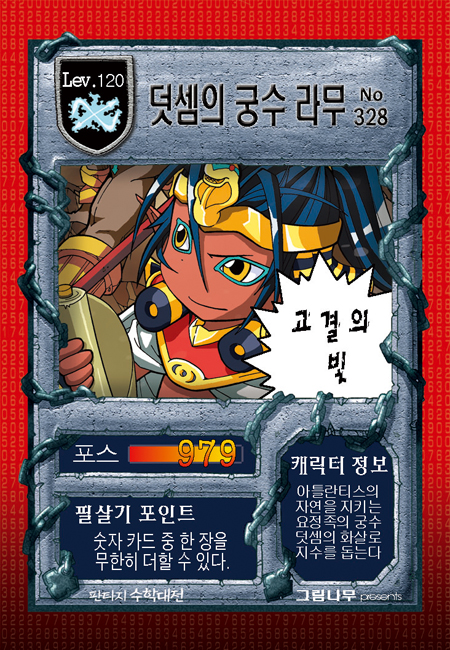 Lev.120
덧셈의 궁수 라무
No
328
고결의
빛
포스 979
필살기 포인트
숫자 카드 중 한 장을
무한히 더할 수 있다.
캐릭터 정보
아틀란티스의
자연을 지키는
요정족의 궁수
덧셈의 화살로
지수를 돕는다
판타지 수학대전
그림나무 presents